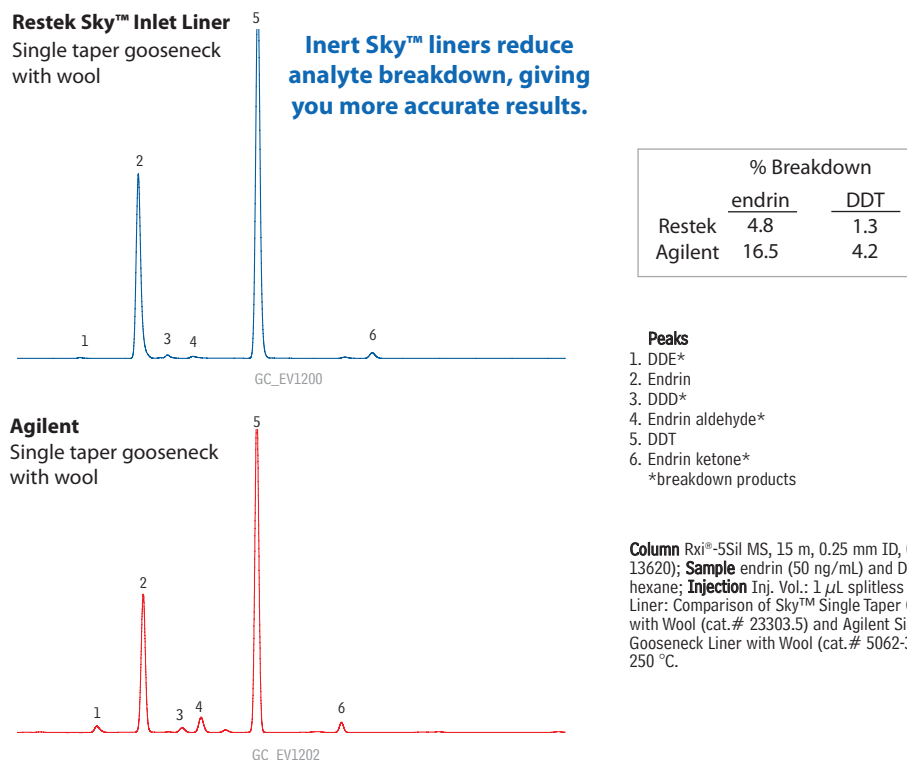 Restek Sky™ Inlet Liner
Single taper gooseneck
with wool
Inert Sky™ liners reduce
analyte breakdown, giving
you more accurate results.
5
2
1
3
4
6
GC_EV1200
Agilent
Single taper gooseneck
with wool
5
2
1
3
4
6
GC_EV1202
% Breakdown
endrin DDT
Restek 4.8 1.3
Agilent 16.5 4.2
Peaks
1. DDE*
2. Endrin
3. DDD*
4. Endrin aldehyde*
5. DDT
6. Endrin ketone*
*breakdown products
Column Rxi®-5Sil MS, 15 m, 0.25 mm ID,
13620); Sample endrin (50 ng/mL) and D
hexane; Injection Inj. Vol.: 1 µL splitless
Liner: Comparison of Sky™ Single Taper
with Wool (cat.# 23303.5) and Agilent Si
Gooseneck Liner with Wool (cat.# 5062-3
250 °C.